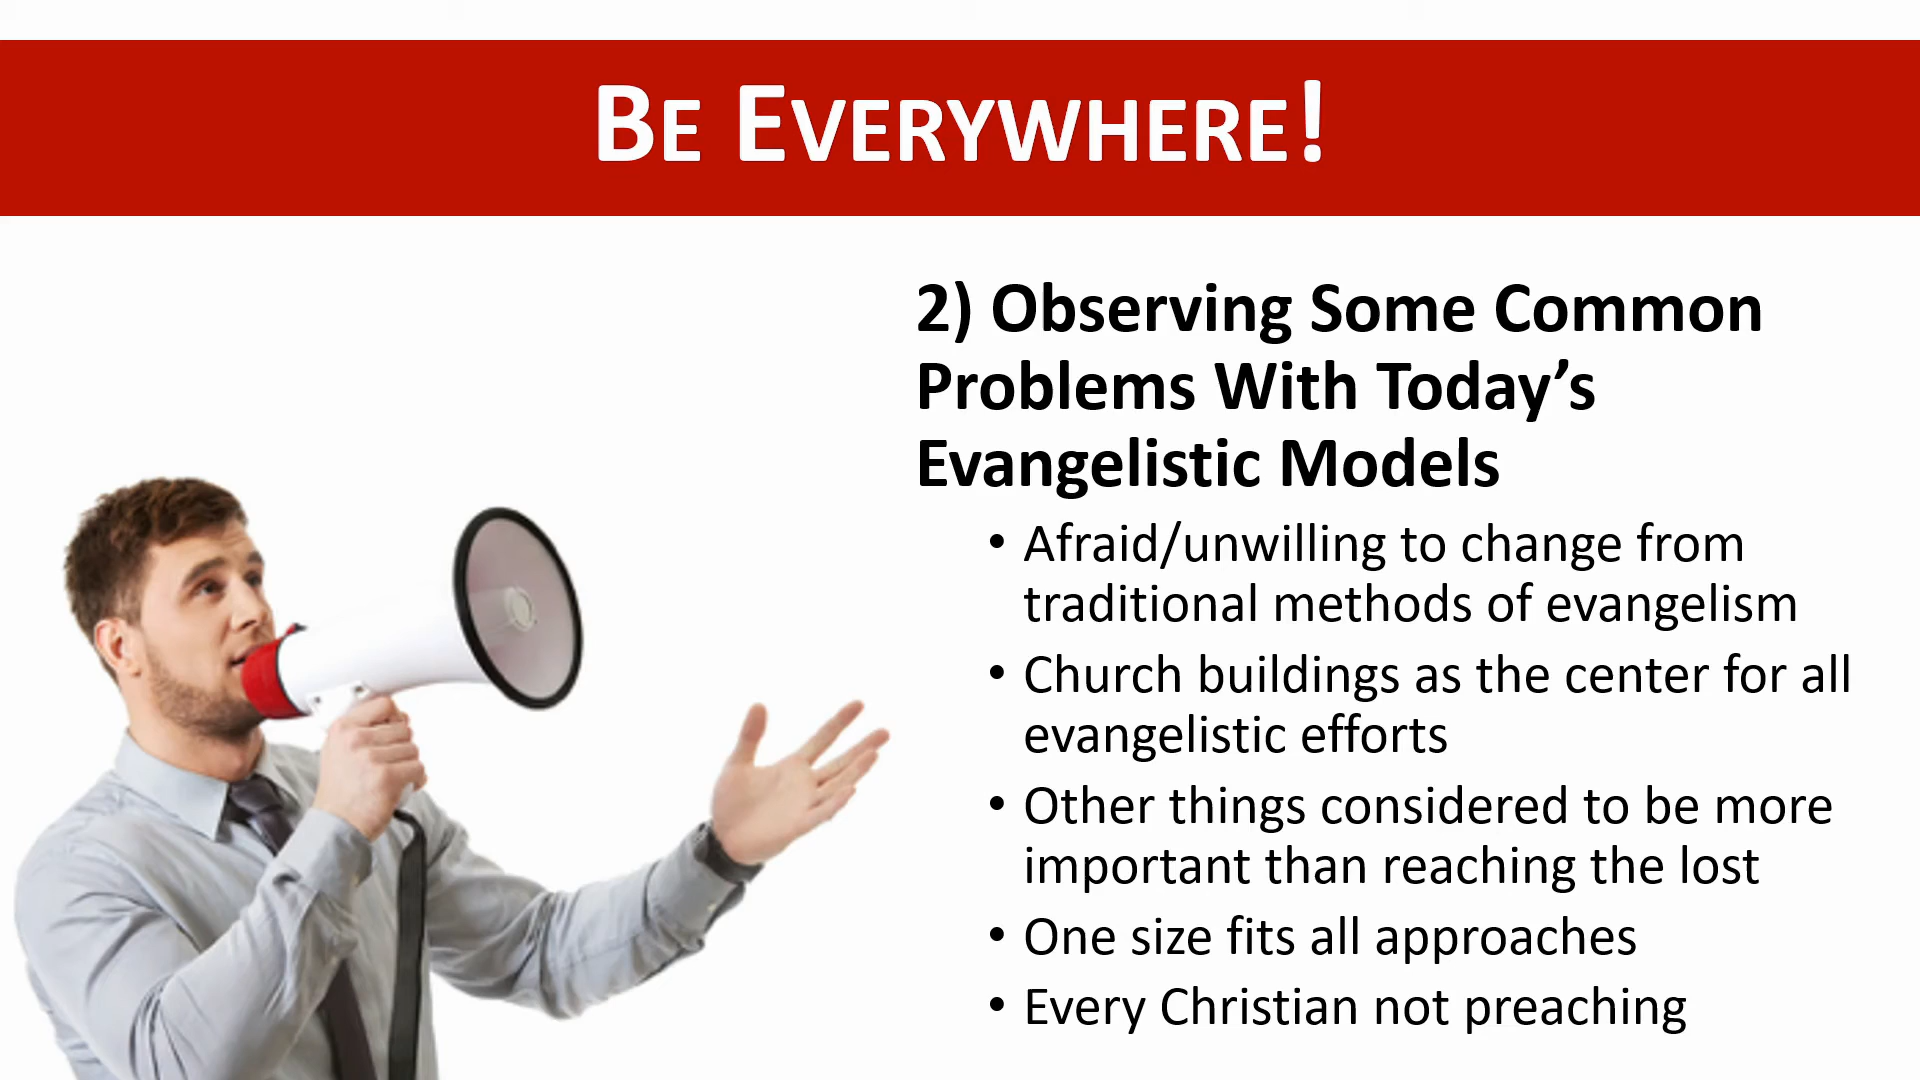 BE EVERYWHERE!
2) Observing Some Common
Problems With Today’s
Evangelistic Models
• Afraid/unwilling to change from
traditional methods of evangelism
• Church buildings as the center for all
evangelistic efforts
• Other things considered to be more
important than reaching the lost
• One size fits all approaches
• Every Christian not preaching